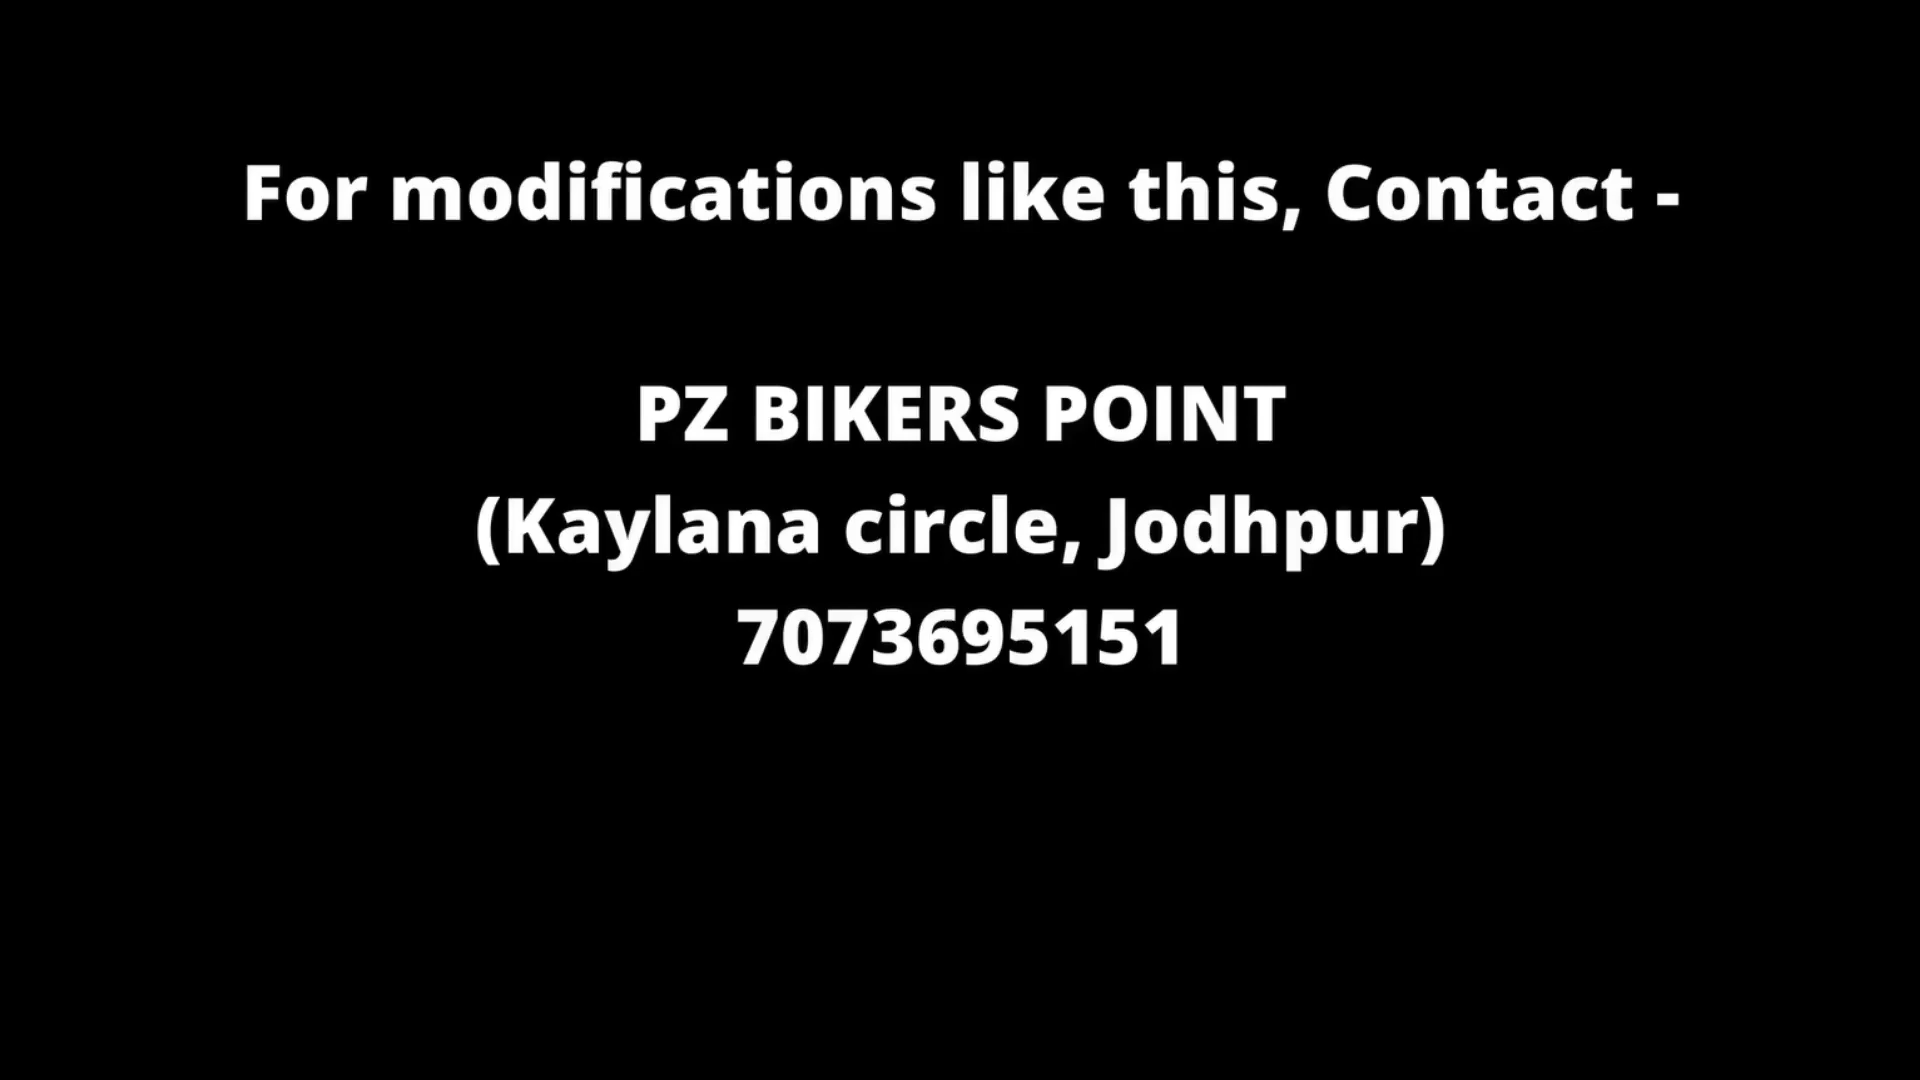 For modifications like this, Contact -
PZ BIKERS POINT
(Kaylana circle, Jodhpur)
7073695151